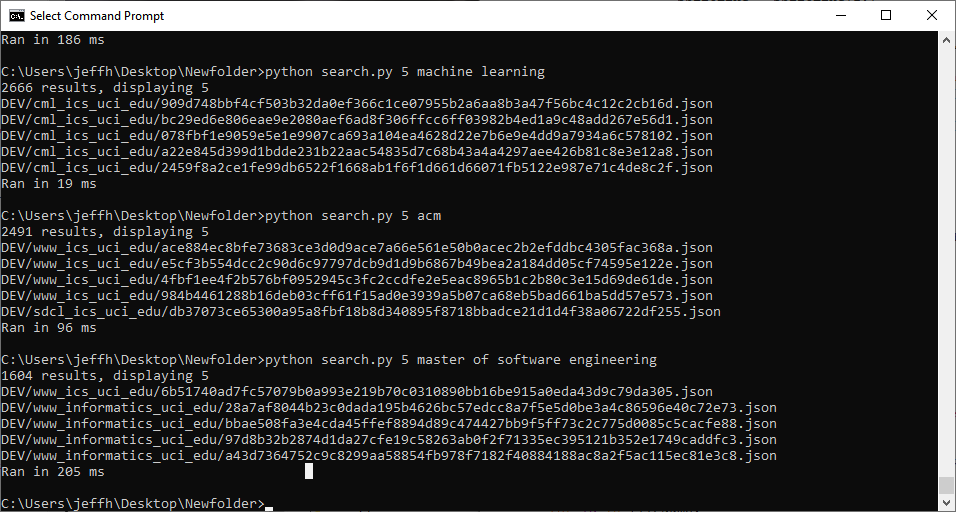 Select Command Prompt
Ran in 186 ms
C:\Users\jeffh\Desktop\Newfolder>python search.py 5 machine learning
2666 results, displaying 5
DEV/cml_ics_uci_edu/909d748bbf4cf503b32da0ef366c1ce07955b2a6aa8b3a47f56bc4c12c2cb16d.json
DEV/cml_ics_uci_edu/bc29ed6e806eae9e2080aef6ad8f306ffcc6ff03982b4ed1a9c48add267e56d1.json
DEV/cml_ics_uci_edu/078fbf1e9059e5e1e9907ca693a104ea4628d22e7b6e9e4dd9a7934a6c578102.json
DEV/cml_ics_uci_edu/a22e845d399d1bdde231b22aac54835d7c68b43a4a4297aee426b81c8e3e12a8.json
DEV/cml_ics_uci_edu/2459f8a2ce1fe99db6522f1668ab1f6f1d661d66071fb5122e987e71c4de8c2f.json
Ran in 19 ms
C:\Users\jeffh\Desktop\Newfolder>python search.py 5 acm
2491 results, displaying 5
DEV/www_ics_uci_edu/ace884ec8bfe73683ce3d0d9ace7a66e561e50b0acec2b2efddbc4305fac368a.json
DEV/www_ics_uci_edu/e5cf3b554dcc2c90d6c97797dcb9d1d9b6867b49bea2a184dd05cf74595e122e.json
DEV/www_ics_uci_edu/4fbf1ee4f2b576bf0952945c3fc2ccdfe2e5eac8965b1c2b80c3e15d69de61de.json
DEV/www_ics_uci_edu/984b4461288b16deb03cff61f15ad0e3939a5b07ca68eb5bad661ba5dd57e573.json
DEV/sdcl_ics_uci_edu/db37073ce65300a95a8fbf18b8d340895f8718bbadce21d1d4f38a06722df255.json
Ran in 96 ms
C:\Users\jeffh\Desktop\Newfolder>python search.py 5 master of software engineering
1604 results, displaying 5
DEV/www_ics_uci_edu/6b51740ad7fc57079b0a993e219b70c0310890bb16be915a0eda43d9c79da305.json
DEV/www_informatics_uci_edu/28a7af8044b23c0dada195b4626bc57edcc8a7f5e5d0be3a4c86596e40c72e73.json
DEV/www_informatics_uci_edu/bbae508fa3e4cda45ffef8894d89c474427bb9f5ff73c2c775d0085c5cacfe88.json
DEV/www_informatics_uci_edu/97d8b32b2874d1da27cfe19c58263ab0f2f71335ec395121b352e1749caddfc3.json
DEV/www_informatics_uci_edu/a43d7364752c9c8299aa58854fb978f7182f40884188ac8a2f5ac115ec81e3c8.json
Ran in 205 ms
C:\Users\jeffh\Desktop\Newfolder>